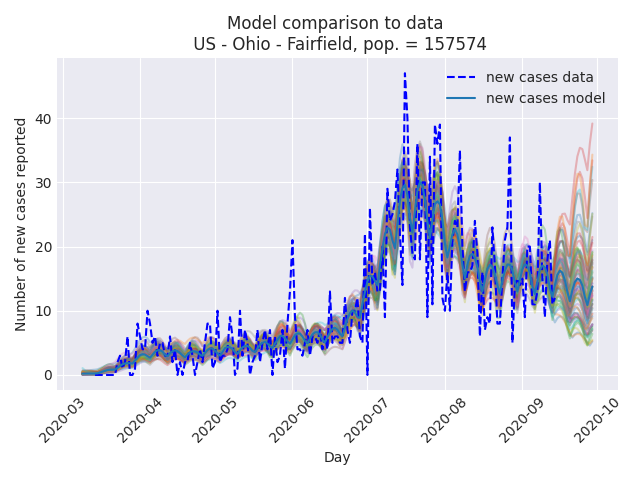 Model comparison to data
US - Ohio - Fairfield, pop. = 157574
new cases data
new cases model
Number of new cases reported
40
30
20
10
0
2020-03
2020-04
2020-05
2020-06
2020-07
2020-08
2020-09
2020-10
Day